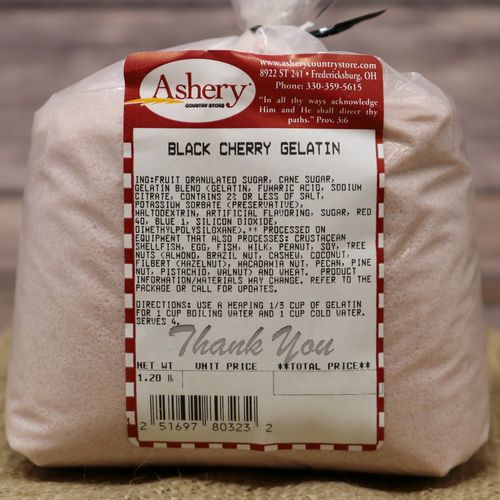 Ashery
COUNTRY STORE
www.asherycountrystore.com
8922 ST 241 • Fredericksburg, OH
Phone: 330-359-5615
"In all thy ways acknowledge
Him and He shall direct thy
paths." Prov. 3:6
BLACK CHERRY GELATIN
ING:FRUIT GRANULATED SUGAR, CANE SUGAR,
GELATIN BLEND (GELATIN, FUMARIC ACID, SODIUM
CITRATE, CONTAINS 2% OR LESS OF SALT,
POTASSIUM SORBATE (PRESERVATIVE),
MALTODEXTRIN, ARTIFICIAL FLAVORING, SUGAR, RED
40, BLUE 1, SILICON DIOXIDE,
DIMETHYLPOLYSILOXANE).** PROCESSED ON
EQUIPMENT THAT ALSO PROCESSES: CRUSTACEAN
SHELLFISH, EGG, FISH, MILK, PEANUT, SOY, TREE
NUTS (ALMOND, BRAZIL NUT, CASHEW, COCONUT,
FILBERT (HAZELNUT), MACADAMIA NUT, PECAN, PINE
NUT, PISTACHIO, WALNUT) AND WHEAT. PRODUCT
INFORMATION/MATERIALS MAY CHANGE. REFER TO THE
PACKAGE OR CALL FOR UPDATES.
DIRECTIONS: USE A HEAPING 1/3 CUP OF GELATIN
FOR 1 CUP BOILING WATER AND 1 CUP COLD WATER.
SERVES 4.
Thank You
NET WT UNIT PRICE **TOTAL PRICE**
1.20 lb
2 51697 80323 2